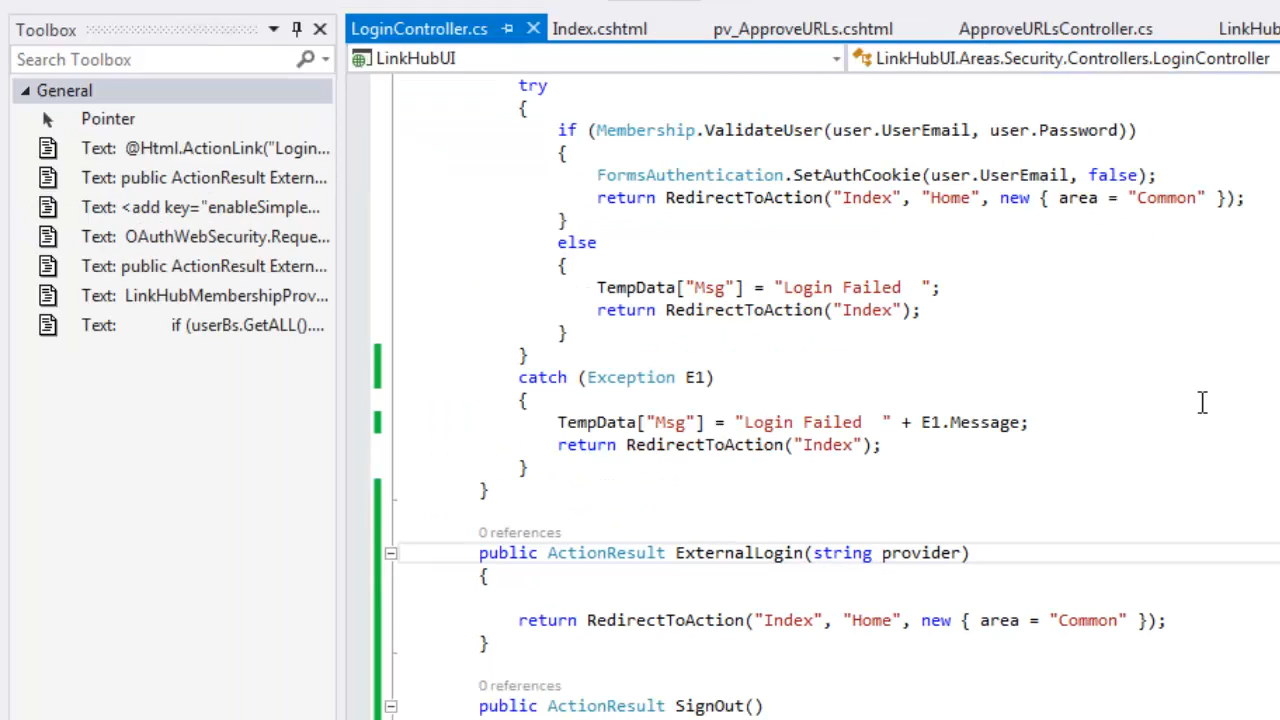 Toolbox
Search Toolbox
General
Pointer
Text: @Html.ActionLink("Login...
Text: public ActionResult Extern...
Text: <add key="enableSimple...
Text: OAuthWebSecurity.Reque...
Text: public ActionResult Extern...
Text: LinkHubMembershipProv...
Text: if (userBs.GetALL()....
LoginController.cs Index.cshtml pv_ApproveURLs.cshtml ApproveURLsController.cs LinkHub
LinkHubUI LinkHubUI.Areas.Security.Controllers.LoginController
try
{
if (Membership.ValidateUser(user.UserEmail, user.Password))
{
FormsAuthentication.SetAuthCookie(user.UserEmail, false);
return RedirectToAction("Index", "Home", new { area = "Common" });
}
else
{
TempData["Msg"] = "Login Failed  ";
return RedirectToAction("Index");
}
}
catch (Exception E1)
{
TempData["Msg"] = "Login Failed  " + E1.Message;
return RedirectToAction("Index");
}
}
0 references
public ActionResult ExternalLogin(string provider)
{
return RedirectToAction("Index", "Home", new { area = "Common" });
}
0 references
public ActionResult SignOut()